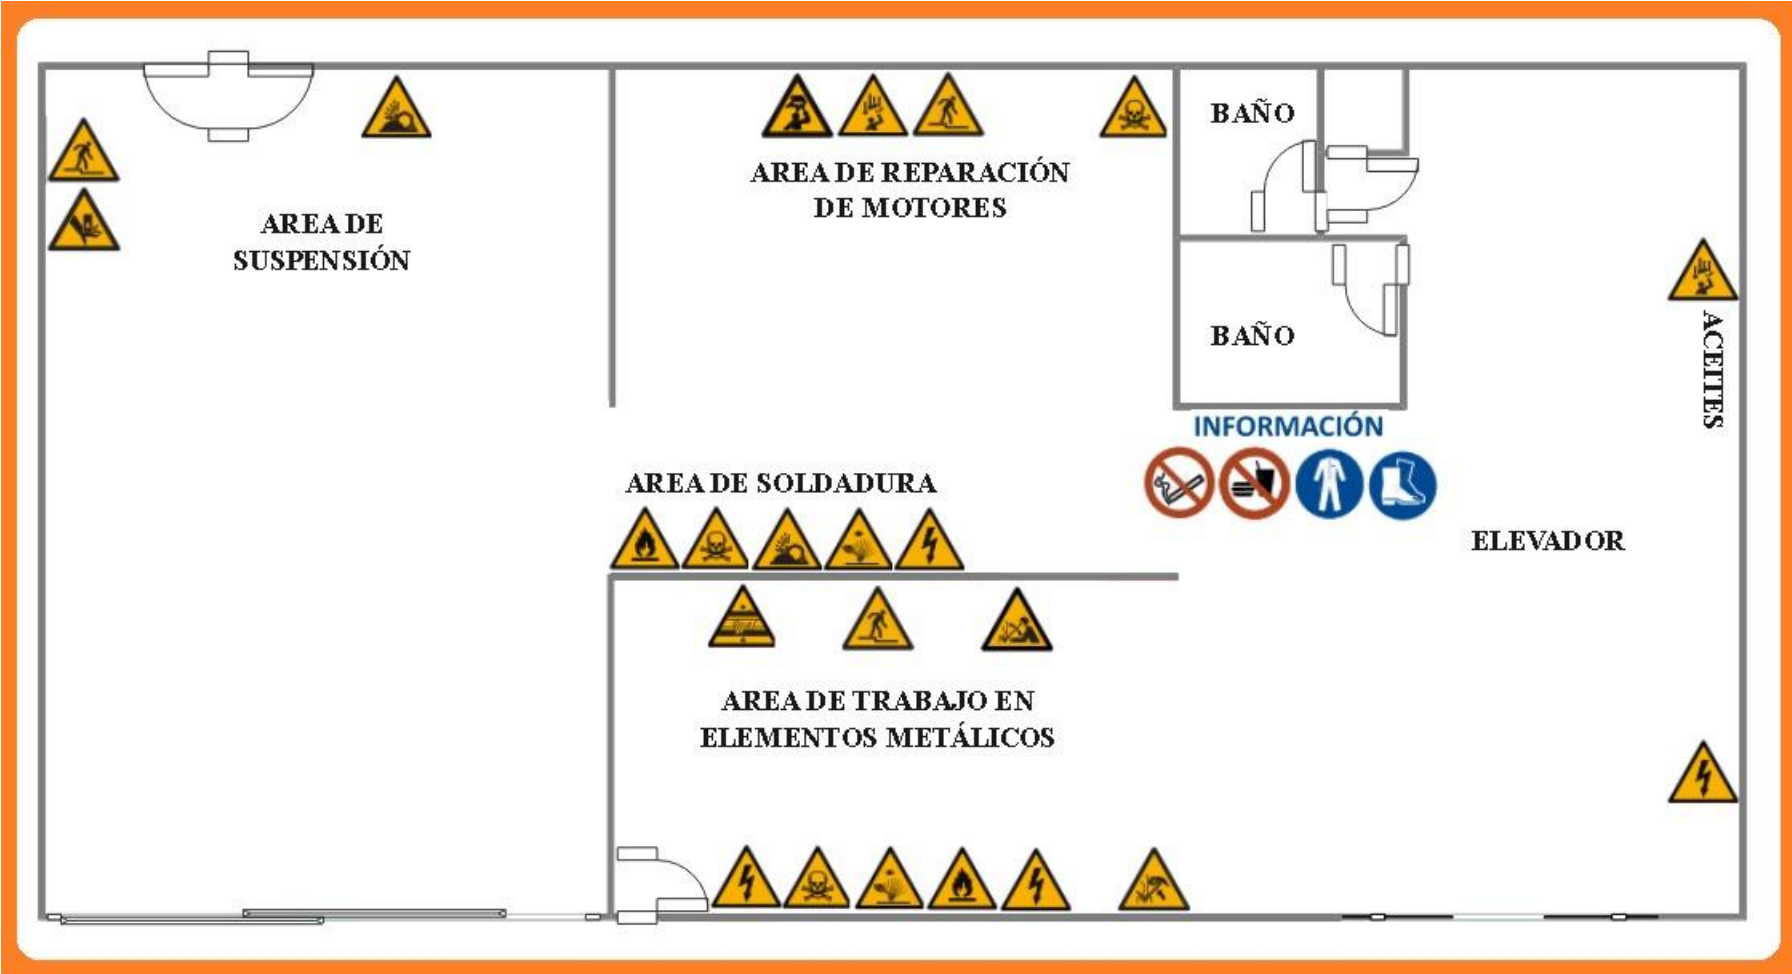 BAÑO
AREA DE REPARACIÓN
DE MOTORES
AREA DE
SUSPENSIÓN
BAÑO
ACEITES
INFORMACIÓN
AREA DE SOLDADURA
ELEVADOR
AREA DE TRABAJO EN
ELEMENTOS METÁLICOS